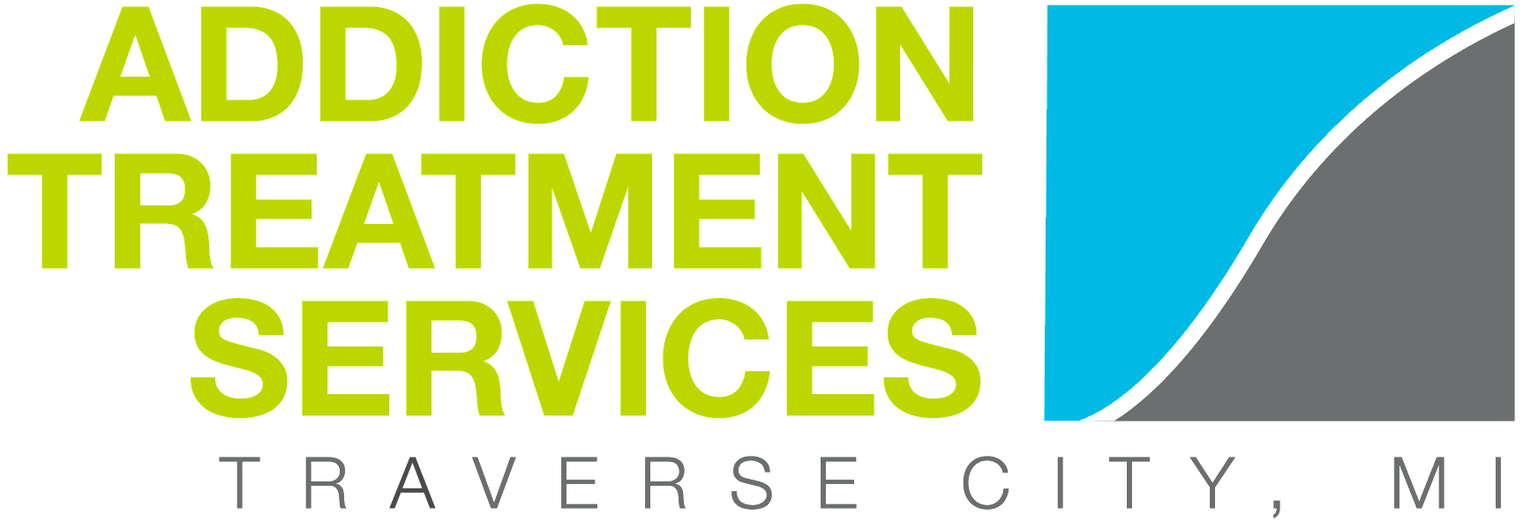 ADDICTION
TREATMENT
SERVICES
TRAVERSE CITY, MI